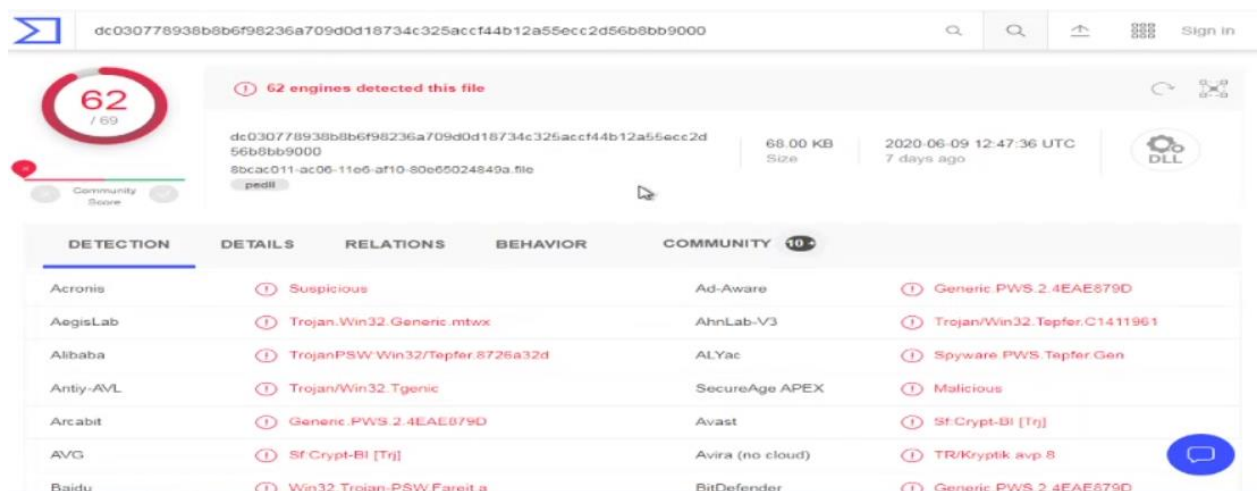 dc030778938b8b6f98236a709d0d18734c325accf44b12a55ecc2d56b8bb9000 Sign in
62
/ 69
62 engines detected this file
dc030778938b8b6f98236a709d0d18734c325accf44b12a55ecc2d
56b8bb9000
8bcac011-ac06-11e6-af10-80e65024849a.file
pedll
68.00 KB
Size
2020-06-09 12:47:36 UTC
7 days ago
DLL
Community
Score
DETECTION DETAILS RELATIONS BEHAVIOR COMMUNITY 10+
Acronis Suspicious Ad-Aware Generic.PWS.2.4EAE879D
AegisLab Trojan.Win32.Generic.mtwx AhnLab-V3 Trojan/Win32.Tepfer.C1411961
Alibaba TrojanPSW:Win32/Tepfer.8726a32d ALYac Spyware.PWS.Tepfer.Gen
Antiy-AVL Trojan/Win32.Tgenic SecureAge APEX Malicious
Arcabit Generic.PWS.2.4EAE879D Avast Sf:Crypt-BI [Trj]
AVG Sf:Crypt-BI [Trj] Avira (no cloud) TR/Kryptik.avp.8
Baidu Win32.Trojan-PSW.Fareit.a BitDefender Generic.PWS.2.4EAE879D